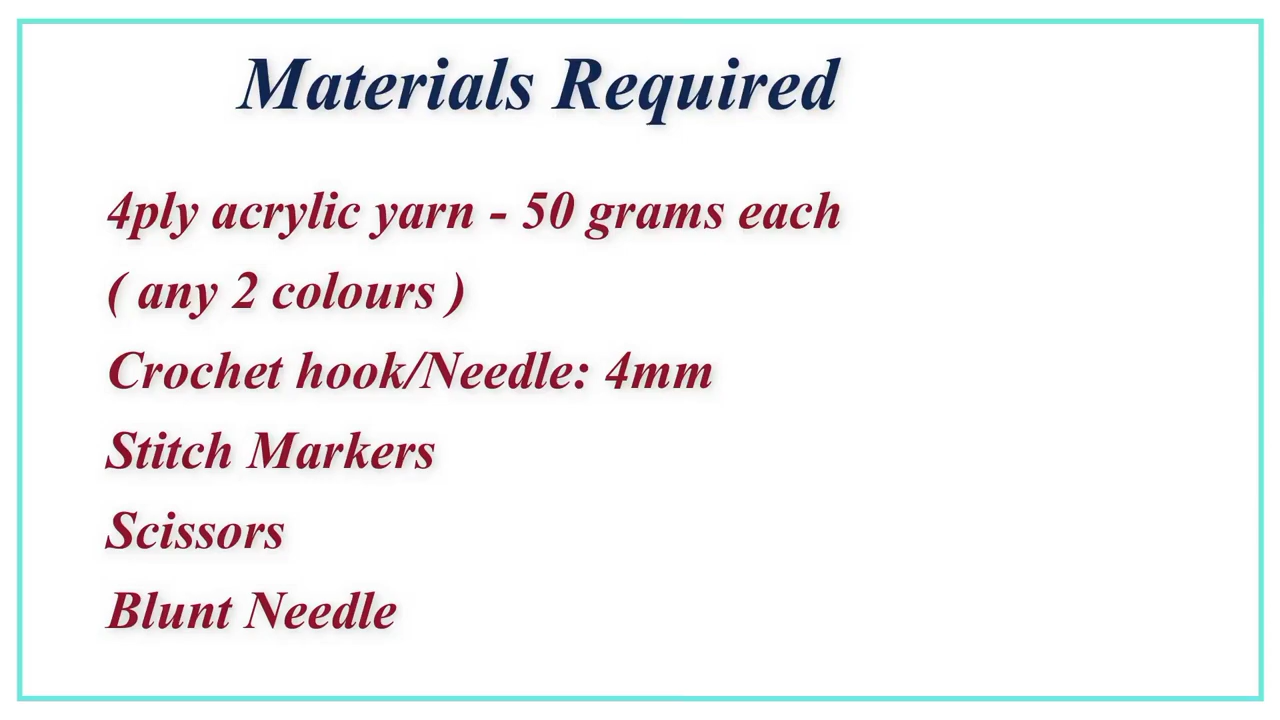 Materials Required
4ply acrylic yarn - 50 grams each
( any 2 colours )
Crochet hook/Needle: 4mm
Stitch Markers
Scissors
Blunt Needle